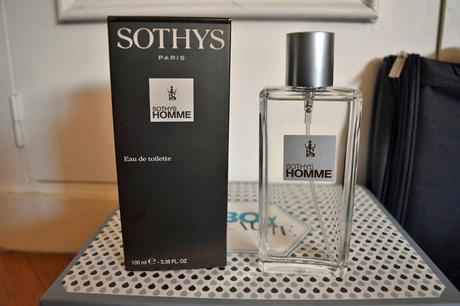 SOTHYS
PARIS
SOTHYS
HOMME
Eau de toilette
100 ml ℮ - 3.38 FL. OZ
SOTHYS
HOMME
BOX